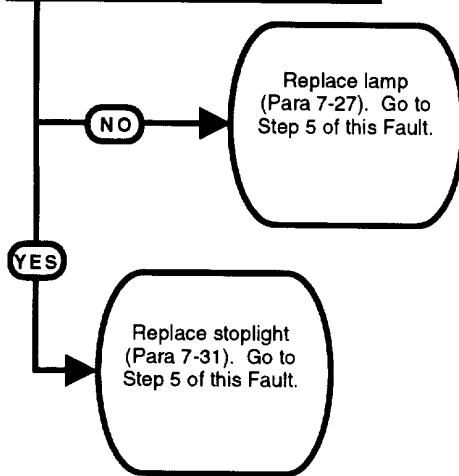 NO
Replace lamp
(Para 7-27). Go to
Step 5 of this Fault.
YES
Replace stoplight
(Para 7-31). Go to
Step 5 of this Fault.